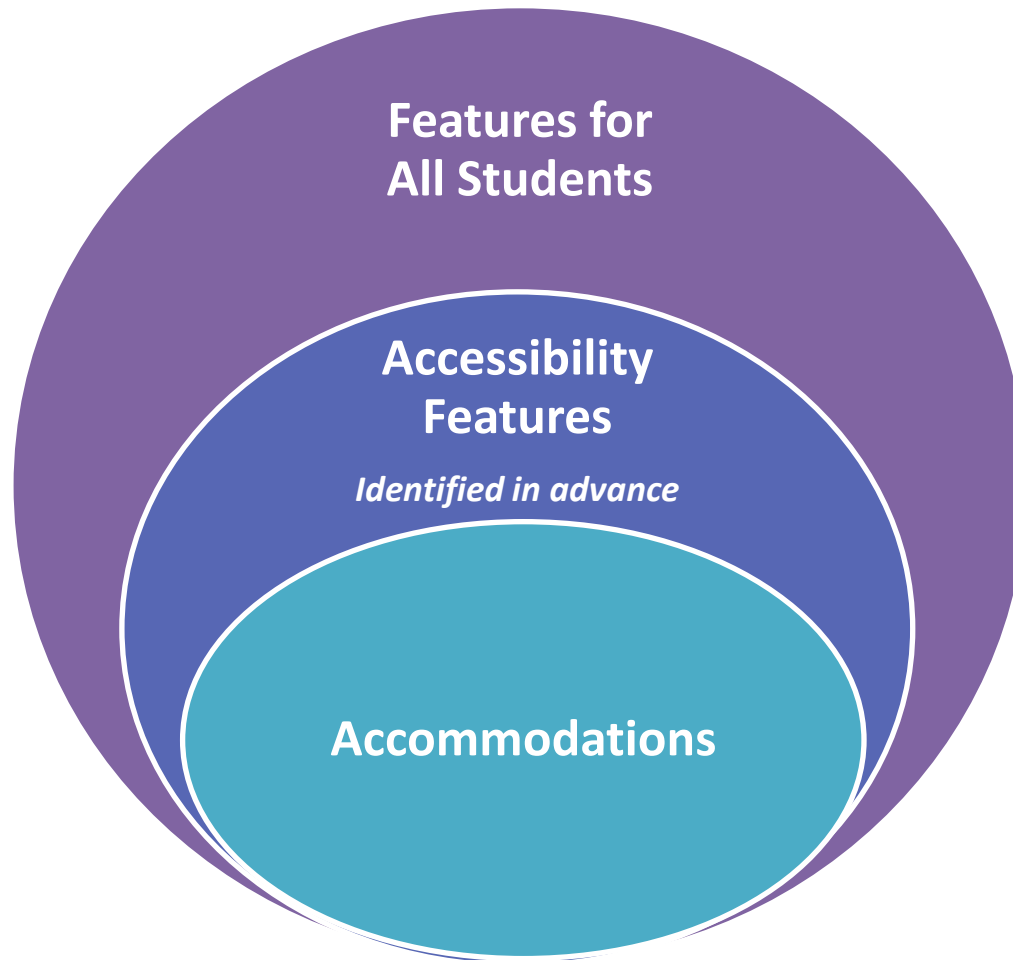 Features for
All Students
Accessibility
Features
Identified in advance
Accommodations